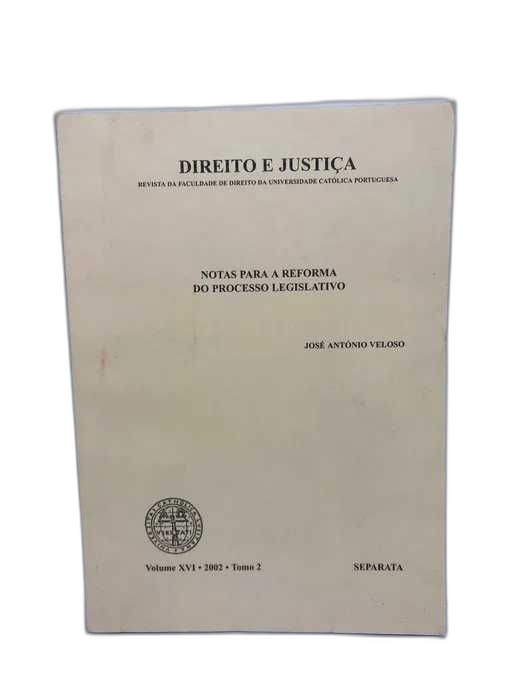 DIREITO E JUSTIÇA
REVISTA DA FACULDADE DE DIREITO DA UNIVERSIDADE CATÓLICA PORTUGUESA
NOTAS PARA A REFORMA
DO PROCESSO LEGISLATIVO
JOSÉ ANTÓNIO VELOSO
VERITATI
Volume XVI • 2002 • Tomo 2
SEPARATA